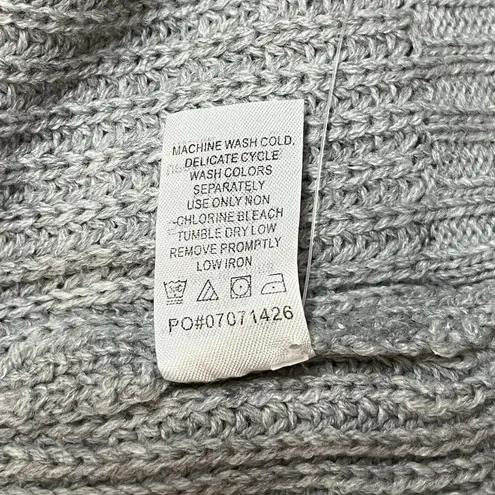 MACHINE WASH COLD,
DELICATE CYCLE
WASH COLORS
SEPARATELY
USE ONLY NON
-CHLORINE BLEACH
TUMBLE DRY LOW
REMOVE PROMPTLY
LOW IRON
PO#07071426